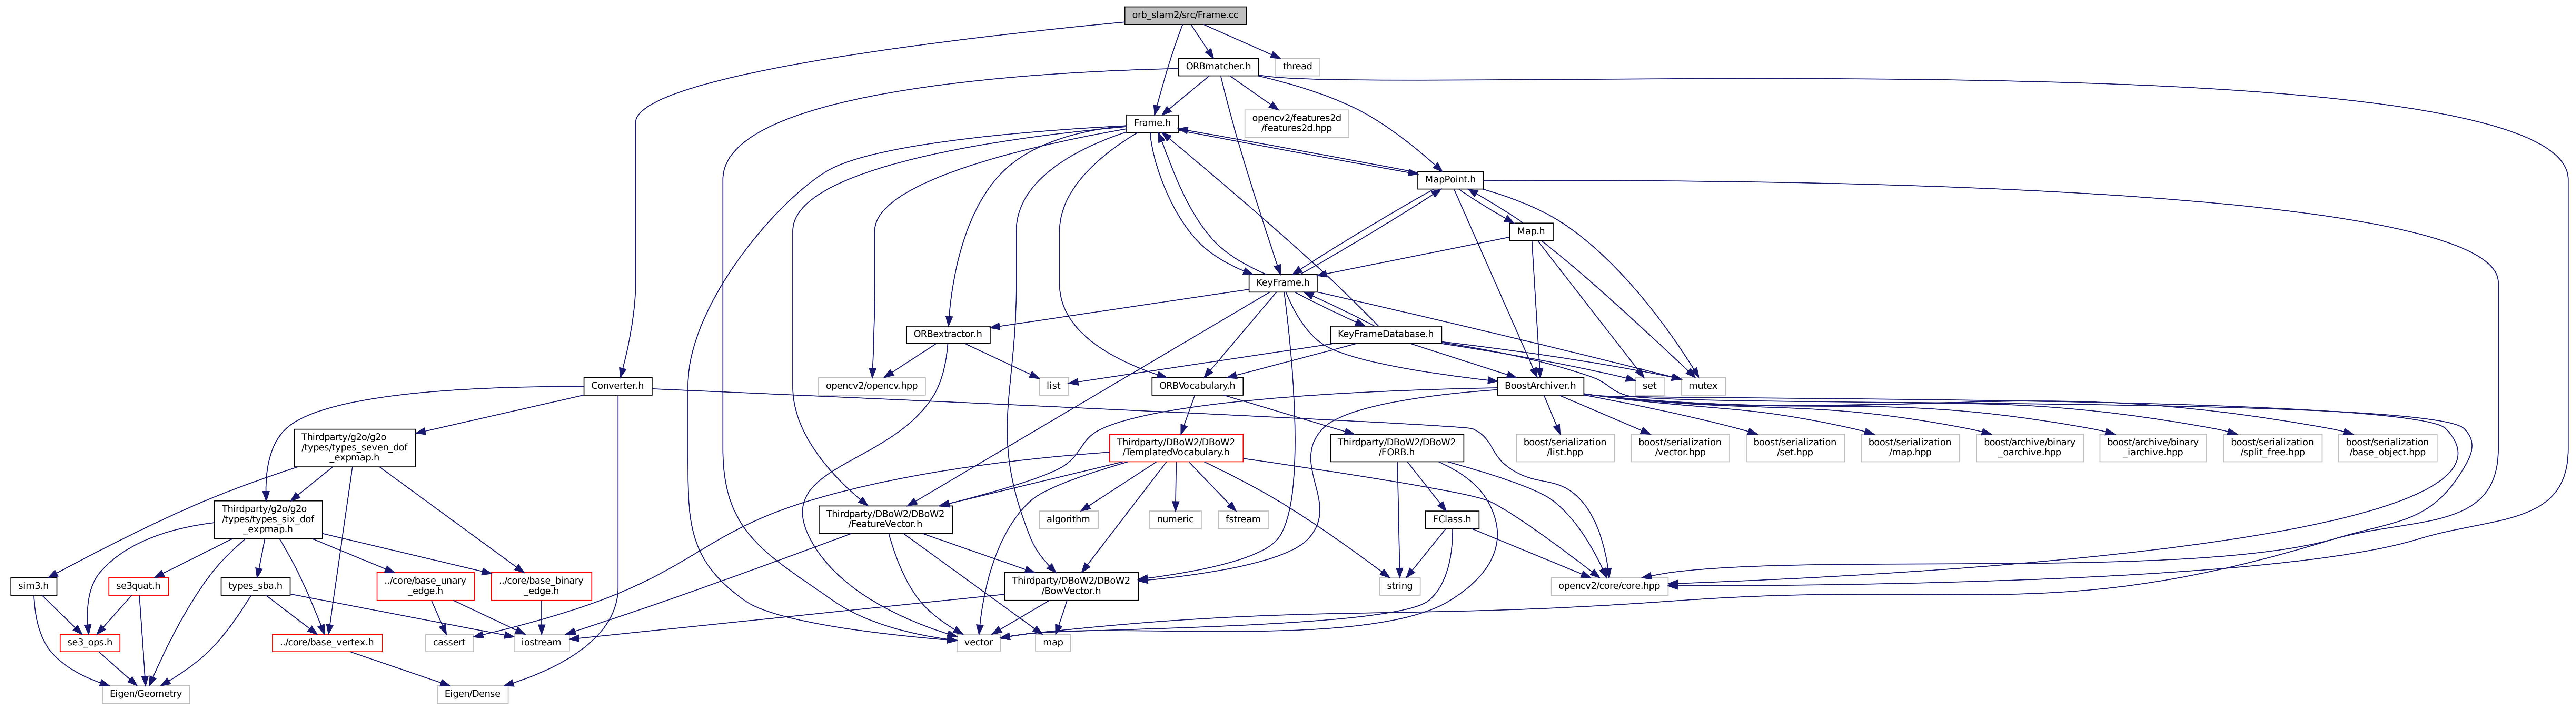 orb_slam2/src/Frame.cc
ORBmatcher.h
thread
Frame.h
opencv2/features2d
/features2d.hpp
MapPoint.h
Map.h
KeyFrame.h
ORBextractor.h
KeyFrameDatabase.h
Converter.h
opencv2/opencv.hpp
list
ORBVocabulary.h
BoostArchiver.h
set
mutex
Thirdparty/g2o/g2o
/types/types_seven_dof
_expmap.h
Thirdparty/DBoW2/DBoW2
/TemplatedVocabulary.h
Thirdparty/DBoW2/DBoW2
/FORB.h
boost/serialization
/list.hpp
boost/serialization
/vector.hpp
boost/serialization
/set.hpp
boost/serialization
/map.hpp
boost/archive/binary
_oarchive.hpp
boost/archive/binary
_iarchive.hpp
boost/serialization
/split_free.hpp
boost/serialization
/base_object.hpp
Thirdparty/g2o/g2o
/types/types_six_dof
_expmap.h
Thirdparty/DBoW2/DBoW2
/FeatureVector.h
algorithm
numeric
fstream
FClass.h
sim3.h
se3quat.h
types_sba.h
../core/base_unary
_edge.h
../core/base_binary
_edge.h
Thirdparty/DBoW2/DBoW2
/BowVector.h
string
opencv2/core/core.hpp
se3_ops.h
../core/base_vertex.h
cassert
iostream
vector
map
Eigen/Geometry
Eigen/Dense